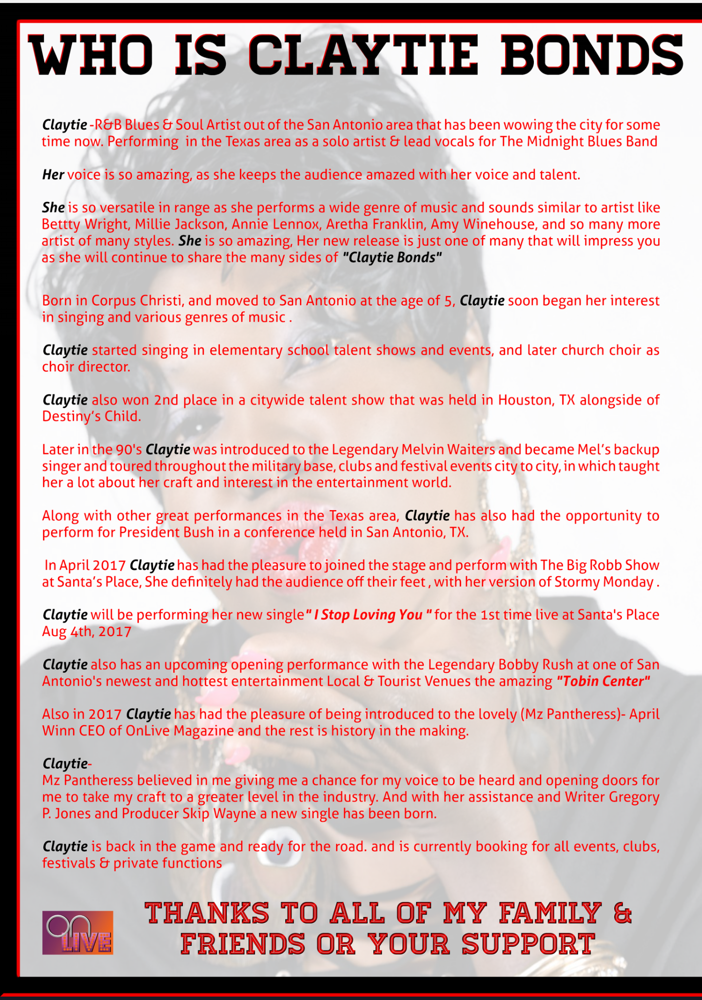 WHO IS CLAYTIE BONDS
Claytie -R&B Blues & Soul Artist out of the San Antonio area that has been wowing the city for some
time now. Performing in the Texas area as a solo artist & lead vocals for The Midnight Blues Band
Her voice is so amazing, as she keeps the audience amazed with her voice and talent.
She is so versatile in range as she performs a wide genre of music and sounds similar to artist like
Bettty Wright, Millie Jackson, Annie Lennox, Aretha Franklin, Amy Winehouse, and so many more
artist of many styles. She is so amazing, Her new release is just one of many that will impress you
as she will continue to share the many sides of "Claytie Bonds"
Born in Corpus Christi, and moved to San Antonio at the age of 5, Claytie soon began her interest
in singing and various genres of music .
Claytie started singing in elementary school talent shows and events, and later church choir as
choir director.
Claytie also won 2nd place in a citywide talent show that was held in Houston, TX alongside of
Destiny’s Child.
Later in the 90's Claytie was introduced to the Legendary Melvin Waiters and became Mel’s backup
singer and toured throughout the military base, clubs and festival events city to city, in which taught
her a lot about her craft and interest in the entertainment world.
Along with other great performances in the Texas area, Claytie has also had the opportunity to
perform for President Bush in a conference held in San Antonio, TX.
In April 2017 Claytie has had the pleasure to joined the stage and perform with The Big Robb Show
at Santa’s Place, She definitely had the audience off their feet , with her version of Stormy Monday .
Claytie will be performing her new single" I Stop Loving You " for the 1st time live at Santa's Place
Aug 4th, 2017
Claytie also has an upcoming opening performance with the Legendary Bobby Rush at one of San
Antonio's newest and hottest entertainment Local & Tourist Venues the amazing "Tobin Center"
Also in 2017 Claytie has had the pleasure of being introduced to the lovely (Mz Pantheress)- April
Winn CEO of OnLive Magazine and the rest is history in the making.
Claytie-
Mz Pantheress believed in me giving me a chance for my voice to be heard and opening doors for
me to take my craft to a greater level in the industry. And with her assistance and Writer Gregory
P. Jones and Producer Skip Wayne a new single has been born.
Claytie is back in the game and ready for the road. and is currently booking for all events, clubs,
festivals & private functions
THANKS TO ALL OF MY FAMILY &
FRIENDS OR YOUR SUPPORT
ON
LIVE